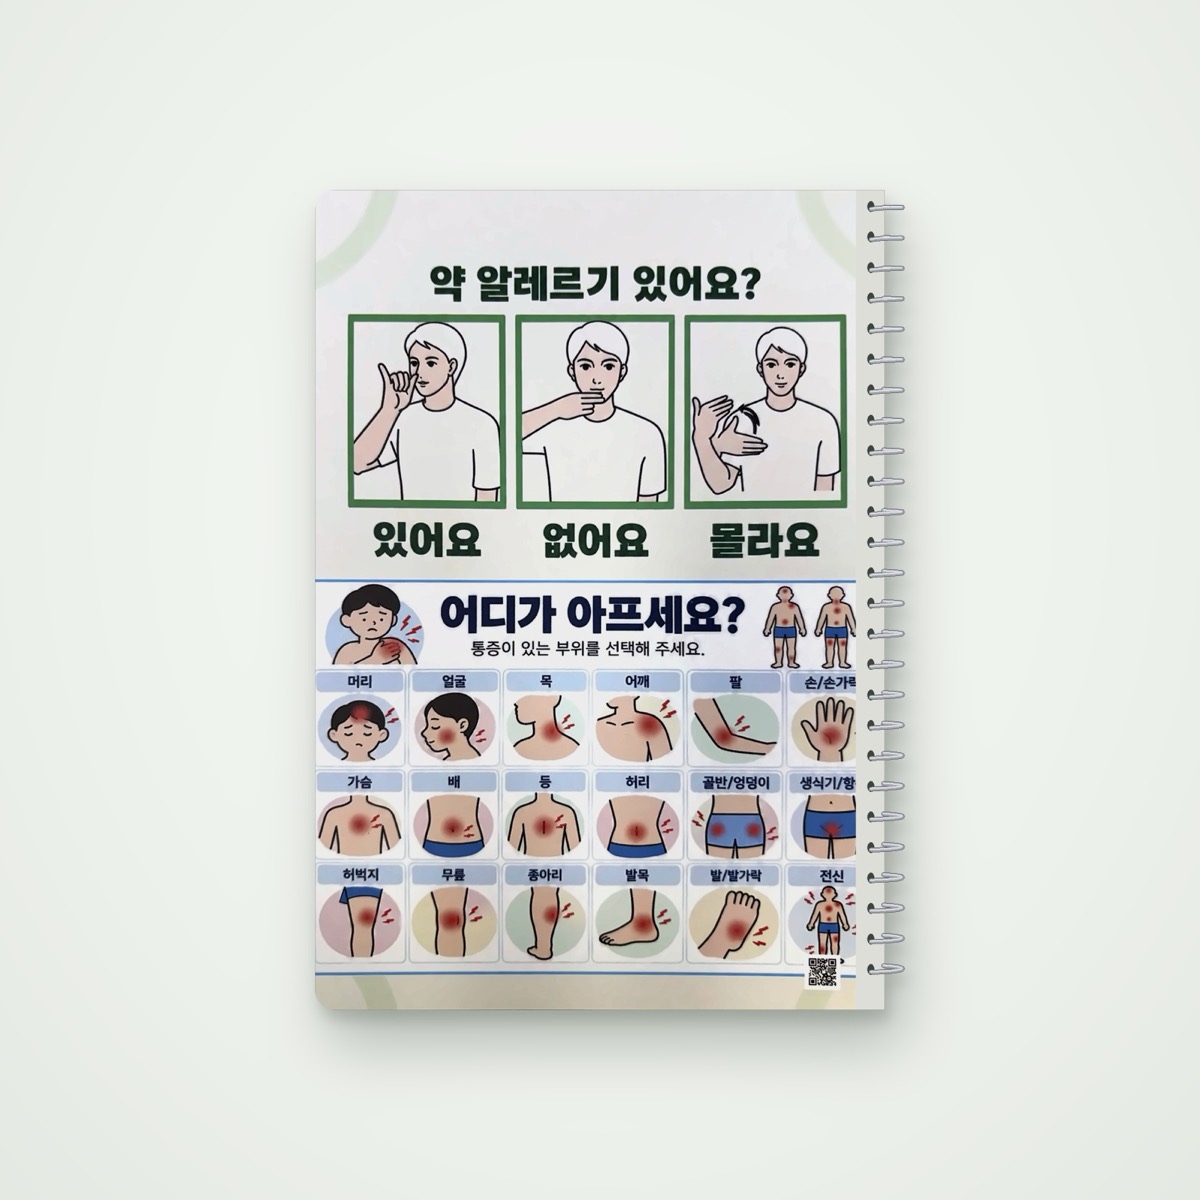 약 알레르기 있어요?
있어요 없어요 몰라요
어디가 아프세요?
통증이 있는 부위를 선택해 주세요.
머리 얼굴 목 어깨 팔 손/손가락
가슴 배 등 허리 골반/엉덩이 생식기/항
허벅지 무릎 종아리 발목 발/발가락 전신